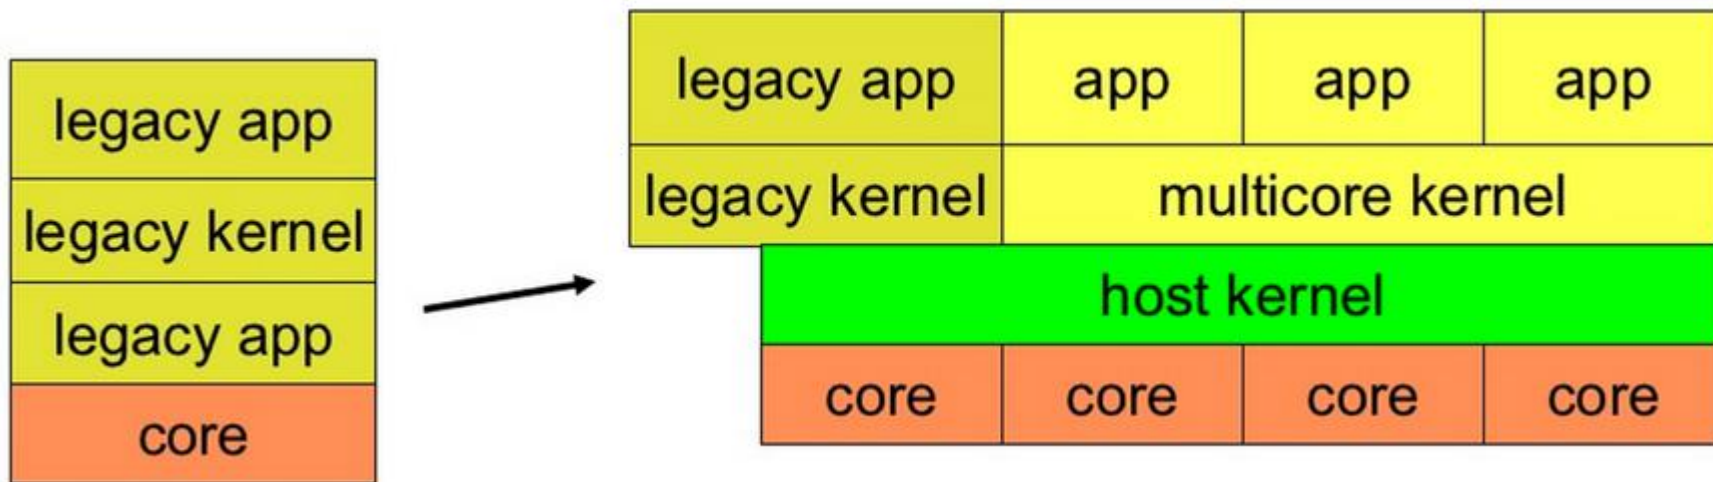 legacy app
legacy kernel
legacy app
core
legacy app app app app
legacy kernel multicore kernel
host kernel
core core core core